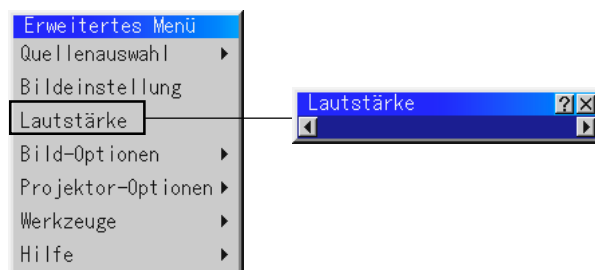 Erweitertes Menü
Quellenauswahl
Bildeinstellung
Lautstärke
Bild-Optionen
Projektor-Optionen
Werkzeuge
Hilfe
Lautstärke ? ×